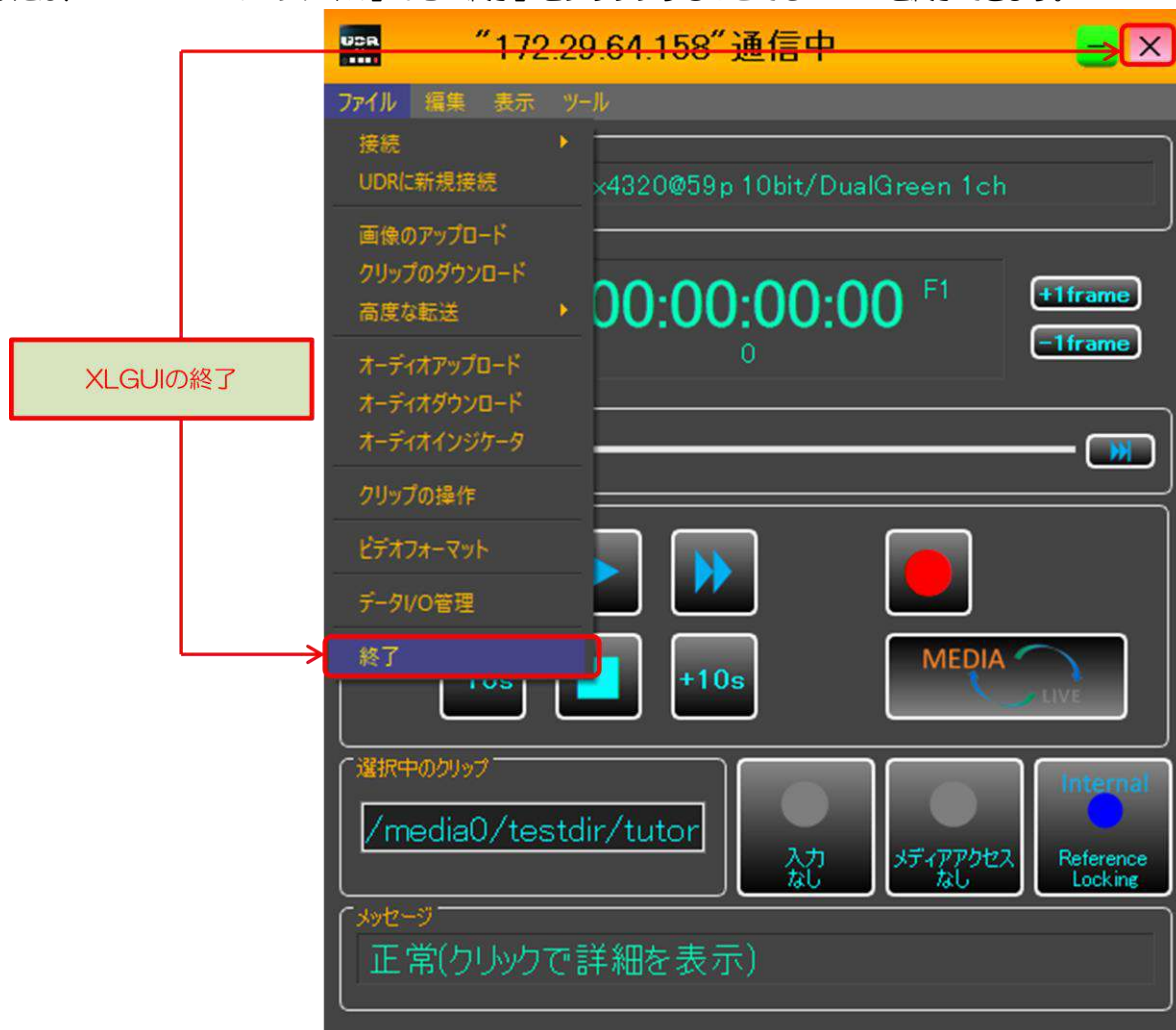 UDR
"172.29.64.158"通信中
ファイル 編集 表示 ツール
接続
UDRに新規接続
x4320@59p 10bit/DualGreen 1ch
画像のアップロード
クリップのダウンロード
高度な転送
00:00:00:00 F1
0
+1frame
-1frame
XLGUIの終了
オーディオアップロード
オーディオダウンロード
オーディオインジケータ
クリップの操作
ビデオフォーマット
データI/O管理
終了
+10s
MEDIA
LIVE
選択中のクリップ
/media0/testdir/tutor
入力
なし
メディアアクセス
なし
Internal
Reference
Locking
メッセージ
正常(クリックで詳細を表示)